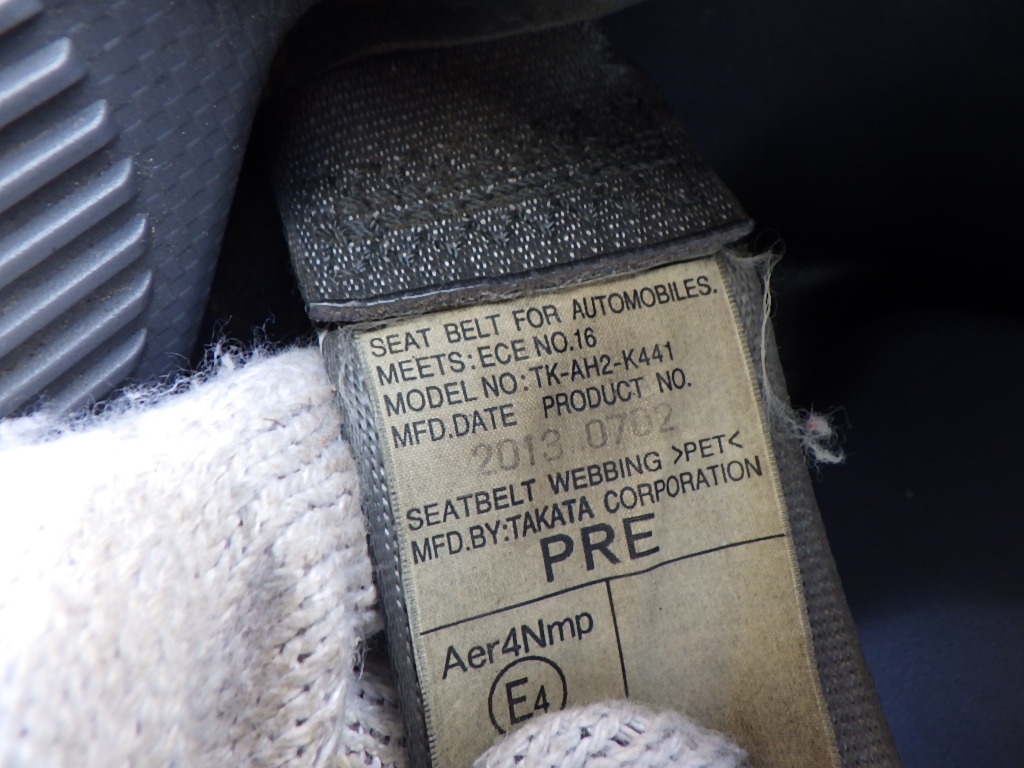 SEAT BELT FOR AUTOMOBILES.
MEETS:ECE NO.16
MODEL NO:TK-AH2-K441
MFD.DATE PRODUCT NO.
2013.0702
SEATBELT WEBBING >PET<
MFD.BY:TAKATA CORPORATION
PRE
Aer4Nmp
E4